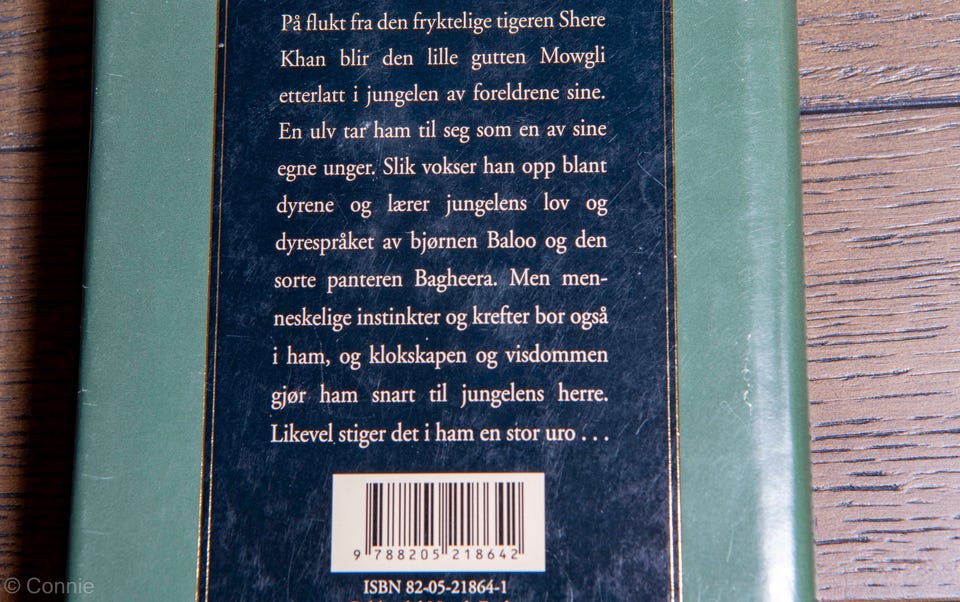 På flukt fra den fryktelige tigeren Shere
Khan blir den lille gutten Mowgli
etterlatt i jungelen av foreldrene sine.
En ulv tar ham til seg som en av sine
egne unger. Slik vokser han opp blant
dyrene og lærer jungelens lov og
dyrespråket av bjørnen Baloo og den
sorte panteren Bagheera. Men men-
neskelige instinkter og krefter bor også
i ham, og klokskapen og visdommen
gjør ham snart til jungelens herre.
Likevel stiger det i ham en stor uro . . .
9 788205 218642
ISBN 82-05-21864-1
© Connie